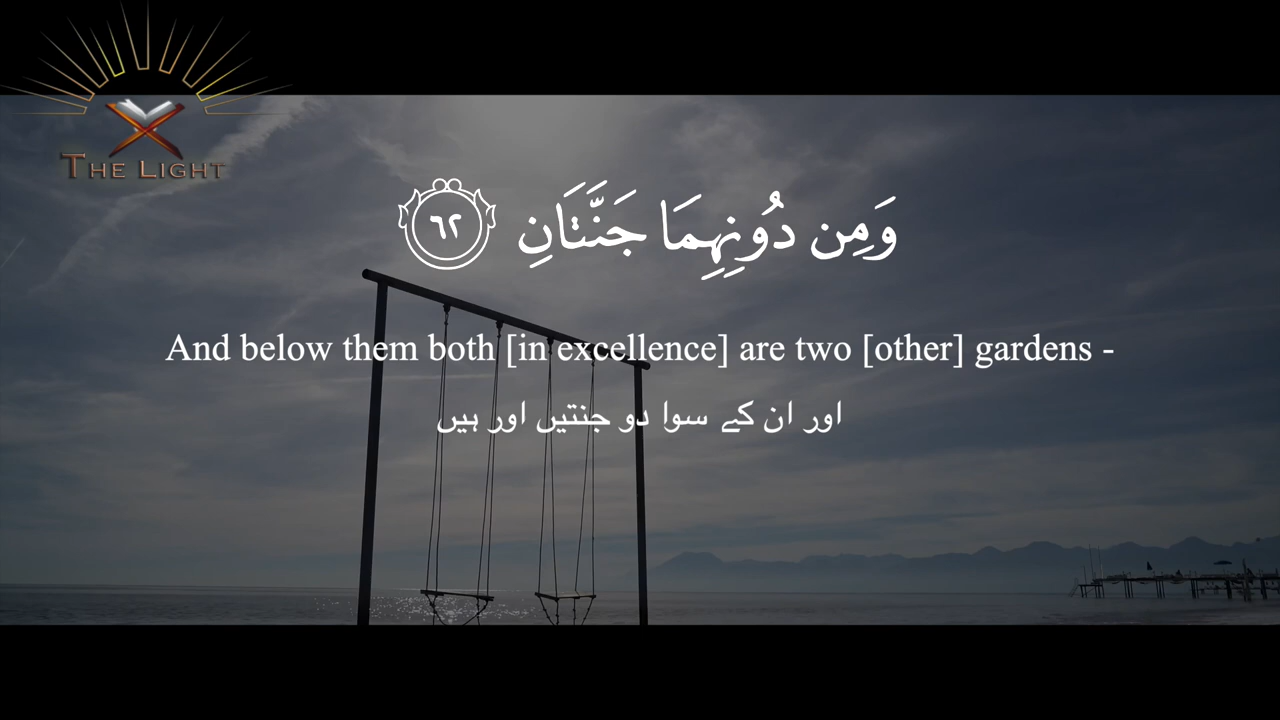 THE LIGHT
وَمِن دُونِهِمَا جَنَّتَانِ ٦٢
And below them both [in excellence] are two [other] gardens -
اور ان کے سوا دو جنتیں اور ہیں